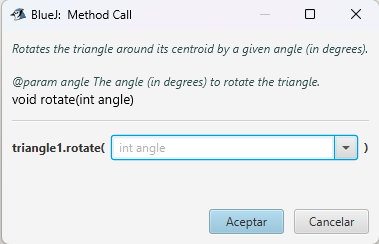 BlueJ: Method Call
Rotates the triangle around its centroid by a given angle (in degrees).
@param angle The angle (in degrees) to rotate the triangle.
void rotate(int angle)
triangle1.rotate( int angle )
Aceptar Cancelar